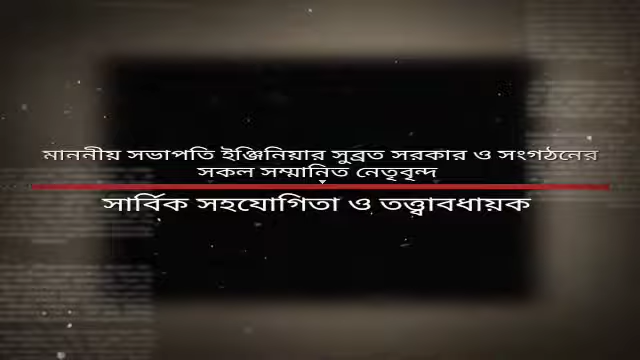 মাননীয় সভাপতি ইঞ্জিনিয়ার সুব্রত সরকার ও সংগঠনের
সকল সম্মানিত নেতৃবৃন্দ
সার্বিক সহযোগিতা ও তত্ত্বাবধায়ক